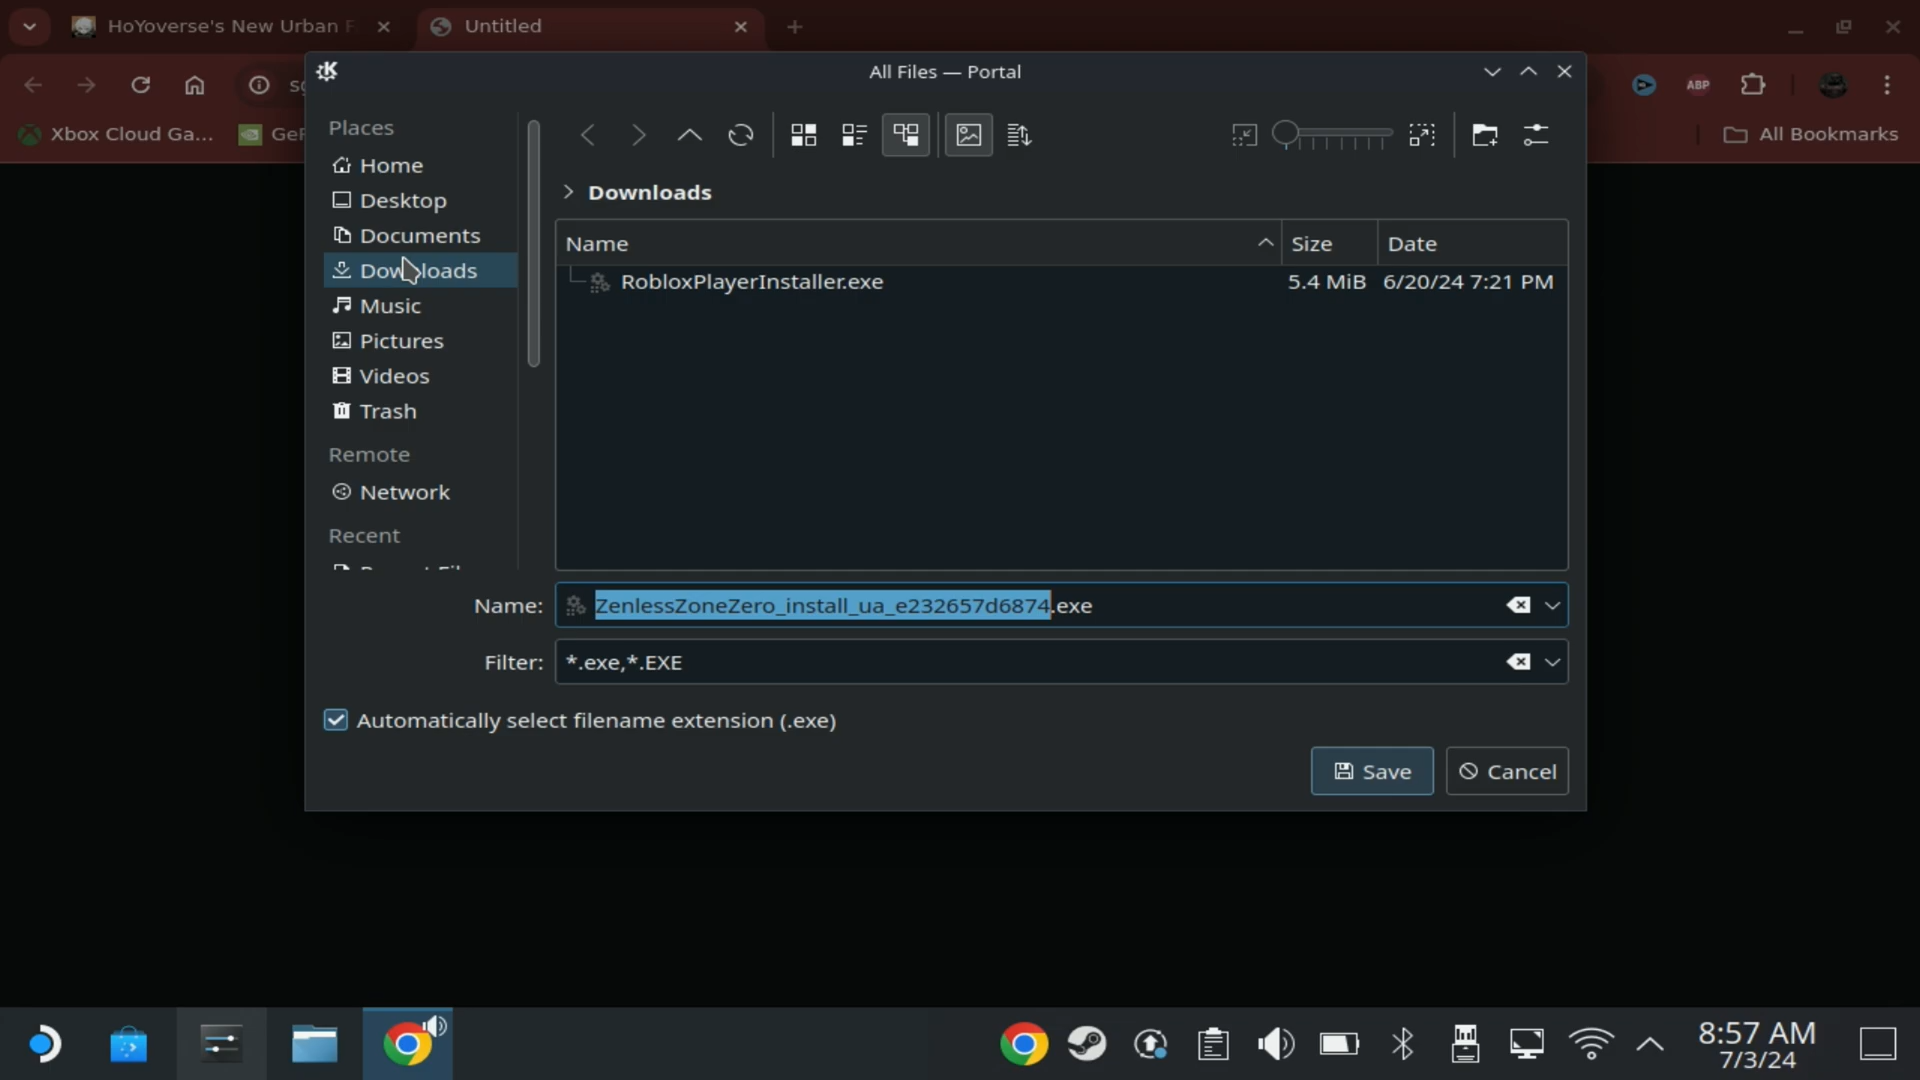 HoYoverse's New Urban F
Untitled
All Files — Portal
ABP
Xbox Cloud Ga...
GeF
All Bookmarks
Places
Home
Desktop
Documents
Downloads
Music
Pictures
Videos
Trash
Remote
Network
Recent
Downloads
Name Size Date
RobloxPlayerInstaller.exe 5.4 MiB 6/20/24 7:21 PM
Name: ZenlessZoneZero_install_ua_e232657d6874.exe
Filter: *.exe,*.EXE
Automatically select filename extension (.exe)
Save
Cancel
8:57 AM
7/3/24